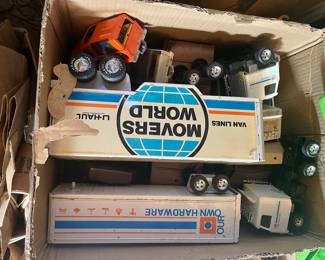 MOVERS
WORLD
VAN LINES
U-HAUL
OWN HARDWARE